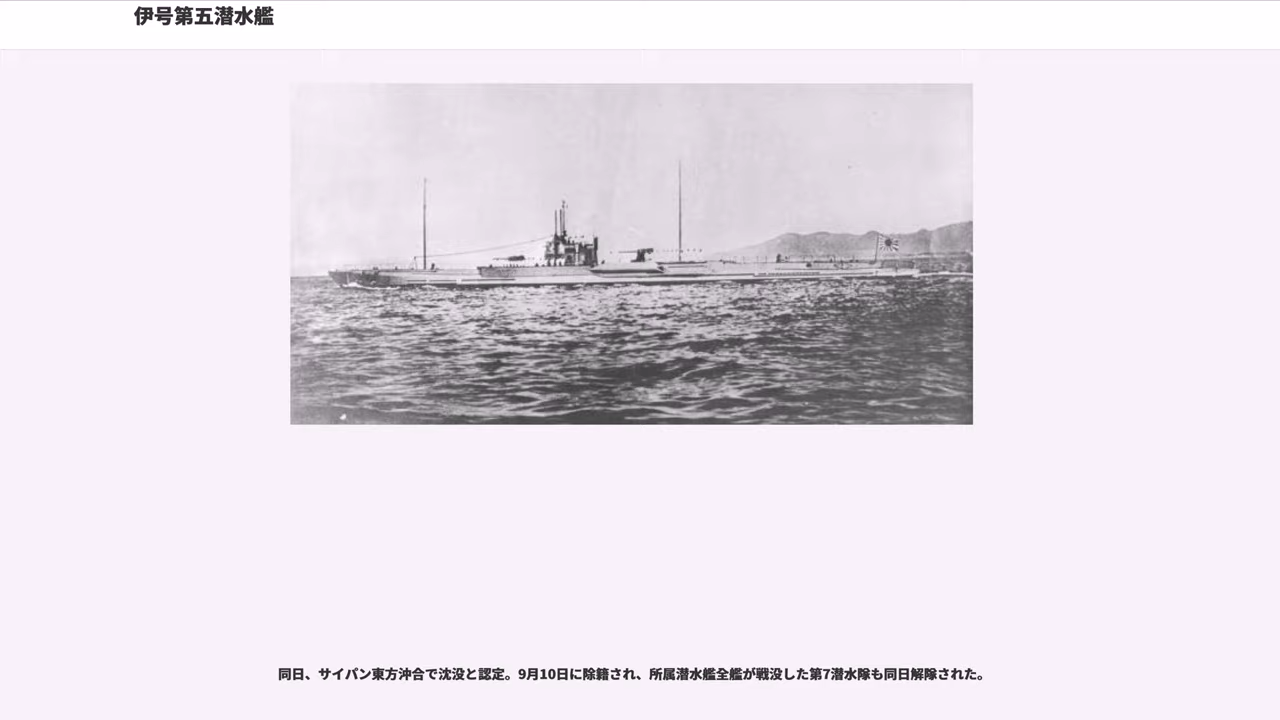 伊号第五潜水艦
同日、サイパン東方沖合で沈没と認定。9月10日に除籍され、所属潜水艦全艦が戦没した第7潜水隊も同日解除された。